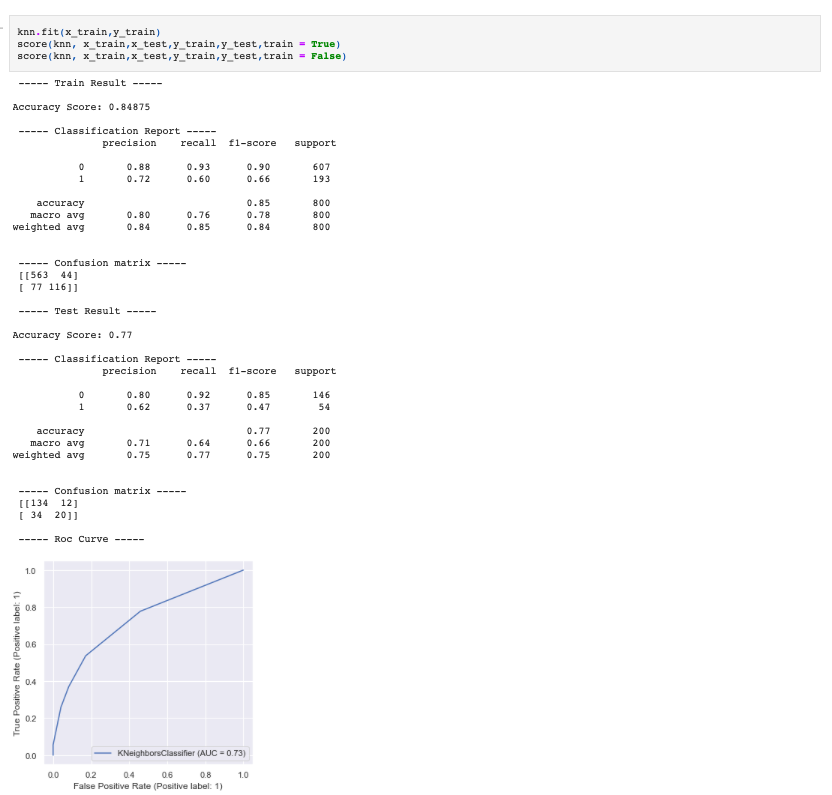 knn.fit(x_train,y_train)
score(knn, x_train,x_test,y_train,y_test,train = True)
score(knn, x_train,x_test,y_train,y_test,train = False)
----- Train Result -----
Accuracy Score: 0.84875
----- Classification Report -----
precision recall f1-score support
0 0.88 0.93 0.90 607
1 0.72 0.60 0.66 193
accuracy 0.85 800
macro avg 0.80 0.76 0.78 800
weighted avg 0.84 0.85 0.84 800
----- Confusion matrix -----
[[563 44]
[ 77 116]]
----- Test Result -----
Accuracy Score: 0.77
----- Classification Report -----
precision recall f1-score support
0 0.80 0.92 0.85 146
1 0.62 0.37 0.47 54
accuracy 0.77 200
macro avg 0.71 0.64 0.66 200
weighted avg 0.75 0.77 0.75 200
----- Confusion matrix -----
[[134 12]
[ 34 20]]
----- Roc Curve -----
True Positive Rate (Positive label: 1)
1.0
0.8
0.6
0.4
0.2
0.0
KNeighborsClassifier (AUC = 0.73)
0.0 0.2 0.4 0.6 0.8 1.0
False Positive Rate (Positive label: 1)